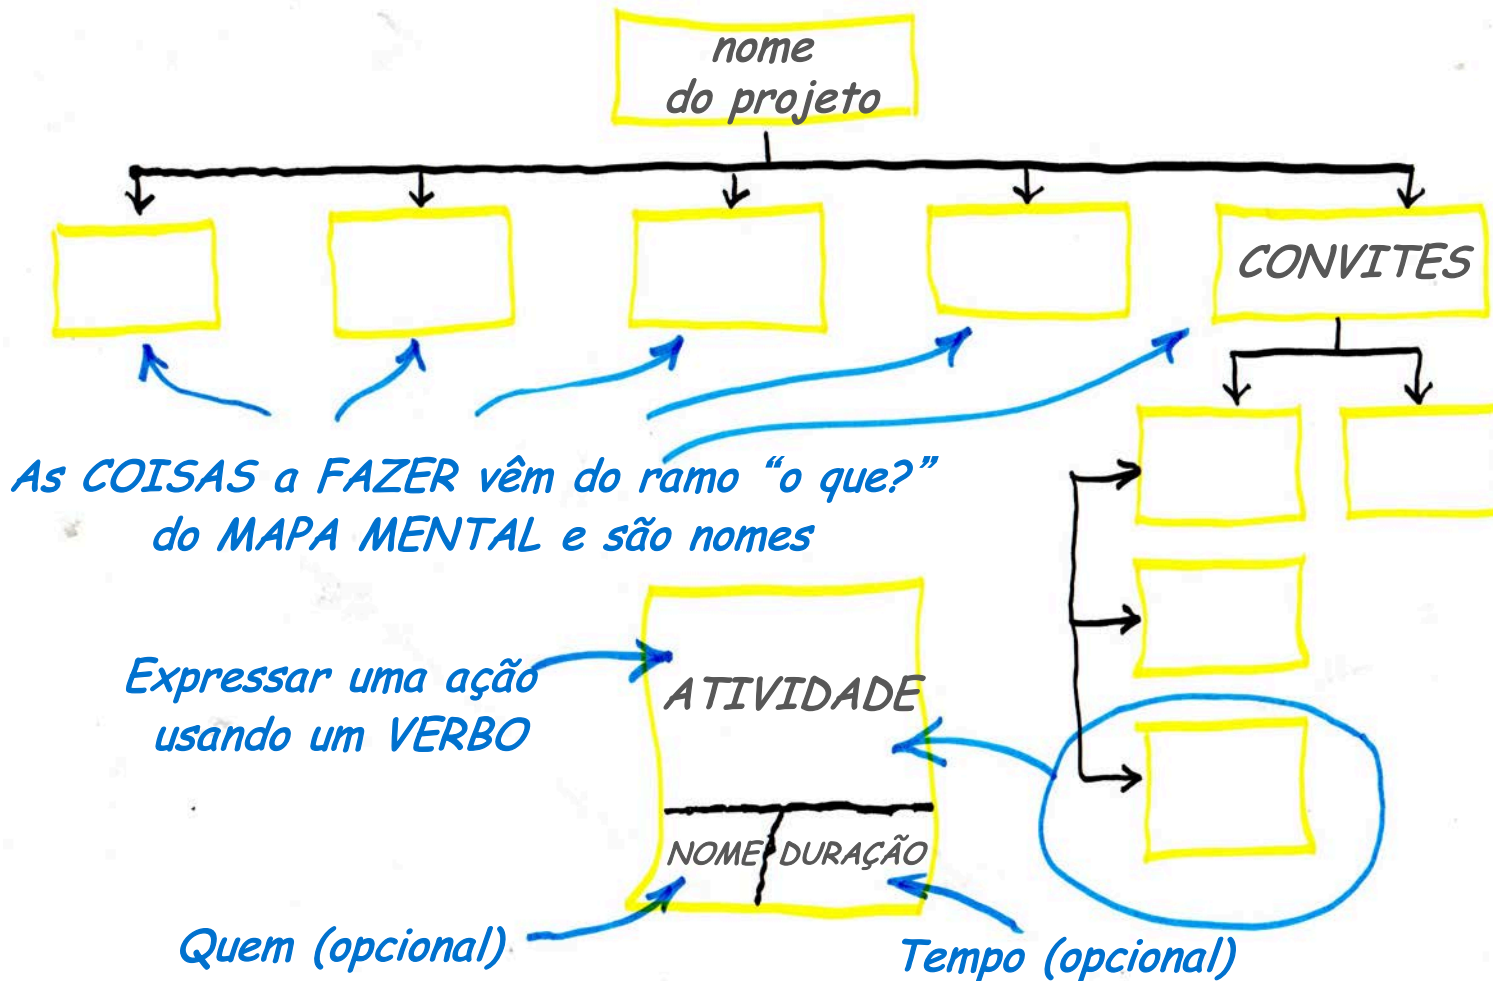 nome
do projeto
CONVITES
As COISAS a FAZER vêm do ramo “o que?”
do MAPA MENTAL e são nomes
Expressar uma ação
usando um VERBO
ATIVIDADE
NOME
DURAÇÃO
Quem (opcional)
Tempo (opcional)